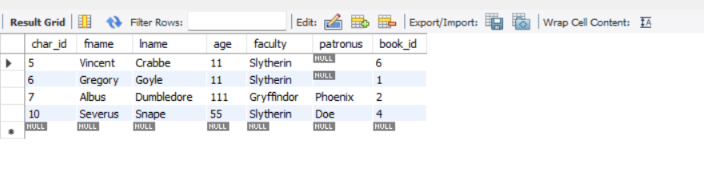 Result Grid Filter Rows: Edit: Export/Import: Wrap Cell Content: IA
char_id fname lname age faculty patronus book_id
5 Vincent Crabbe 11 Slytherin NULL 6
6 Gregory Goyle 11 Slytherin NULL 1
7 Albus Dumbledore 111 Gryffindor Phoenix 2
10 Severus Snape 55 Slytherin Doe 4
NULL NULL NULL NULL NULL NULL NULL